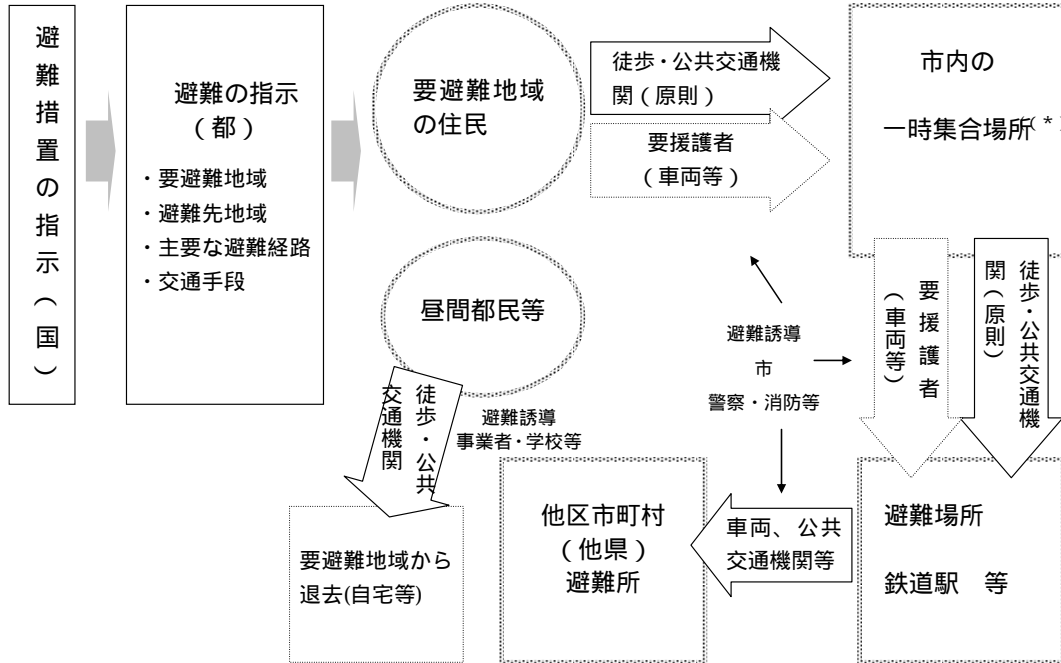 避難措置の指示(国)
避難の指示
(都)
・要避難地域
・避難先地域
・主要な避難経路
・交通手段
要避難地域
の住民
徒歩・公共交通機
関(原則)
要援護者
(車両等)
市内の
一時集合場所(*
昼間都民等
徒歩・公共
交通機関
避難誘導
事業者・学校等
要避難地域から
退去(自宅等)
避難誘導
市
警察・消防等
要援護者
(車両等)
徒歩・公共交通機
関(原則)
避難場所
鉄道駅 等
車両、公共
交通機関等
他区市町村
(他県)
避難所